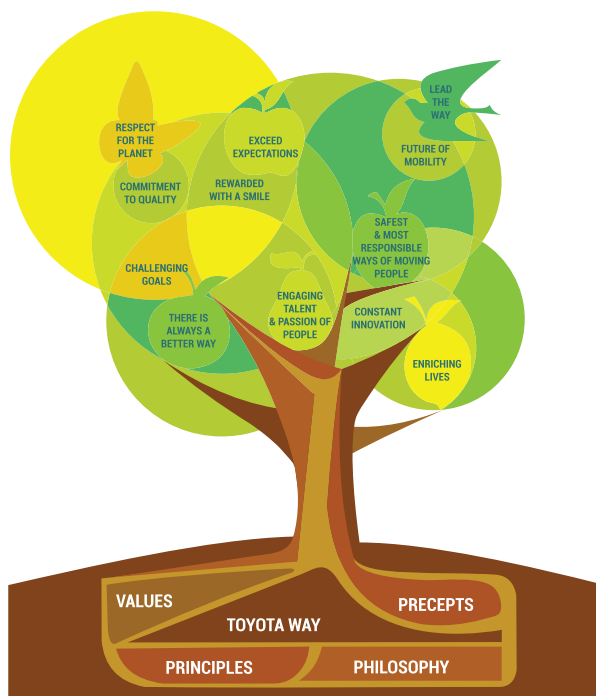 LEAD
THE
WAY
RESPECT
FOR THE
PLANET
EXCEED
EXPECTATIONS
FUTURE OF
MOBILITY
COMMITMENT
TO QUALITY
REWARDED
WITH A SMILE
SAFEST
& MOST
RESPONSIBLE
WAYS OF MOVING
PEOPLE
CHALLENGING
GOALS
ENGAGING
TALENT
& PASSION OF
PEOPLE
CONSTANT
INNOVATION
THERE IS
ALWAYS A
BETTER WAY
ENRICHING
LIVES
VALUES
PRECEPTS
TOYOTA WAY
PRINCIPLES
PHILOSOPHY